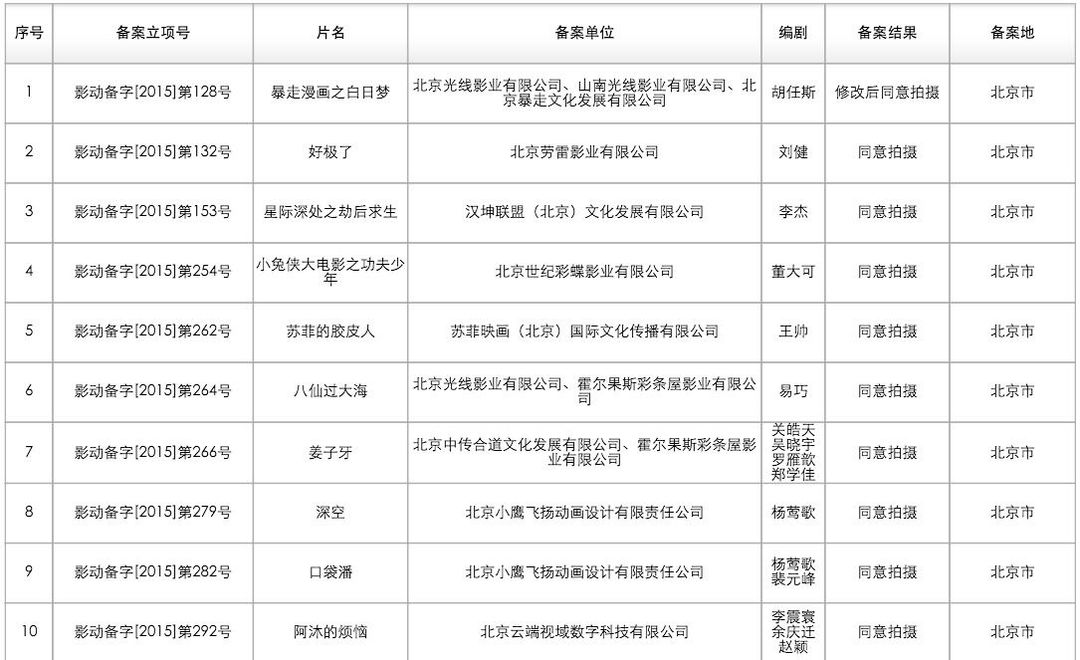 序号 备案立项号 片名 备案单位 编剧 备案结果 备案地
1 影动备字[2015]第128号 暴走漫画之白日梦 北京光线影业有限公司、山南光线影业有限公司、北 胡任斯 修改后同意拍摄 北京市
京暴走文化发展有限公司
2 影动备字[2015]第132号 好极了 北京劳雷影业有限公司 刘健 同意拍摄 北京市
3 影动备字[2015]第153号 星际深处之劫后求生 汉坤联盟（北京）文化发展有限公司 李杰 同意拍摄 北京市
4 影动备字[2015]第254号 小兔侠大电影之功夫少 北京世纪彩蝶影业有限公司 董大可 同意拍摄 北京市
年
5 影动备字[2015]第262号 苏菲的胶皮人 苏菲映画（北京）国际文化传播有限公司 王帅 同意拍摄 北京市
6 影动备字[2015]第264号 八仙过大海 北京光线影业有限公司、霍尔果斯彩条屋影业有限公 易巧 同意拍摄 北京市
司
7 影动备字[2015]第266号 姜子牙 北京中传合道文化发展有限公司、霍尔果斯彩条屋影 关皓天 同意拍摄 北京市
业有限公司 吴晓宇
罗雁歆
郑学佳
8 影动备字[2015]第279号 深空 北京小鹰飞扬动画设计有限责任公司 杨莺歌 同意拍摄 北京市
9 影动备字[2015]第282号 口袋潘 北京小鹰飞扬动画设计有限责任公司 杨莺歌 同意拍摄 北京市
裴元峰
10 影动备字[2015]第292号 阿沐的烦恼 北京云端视域数字科技有限公司 李震寰 同意拍摄 北京市
余庆迁
赵颖